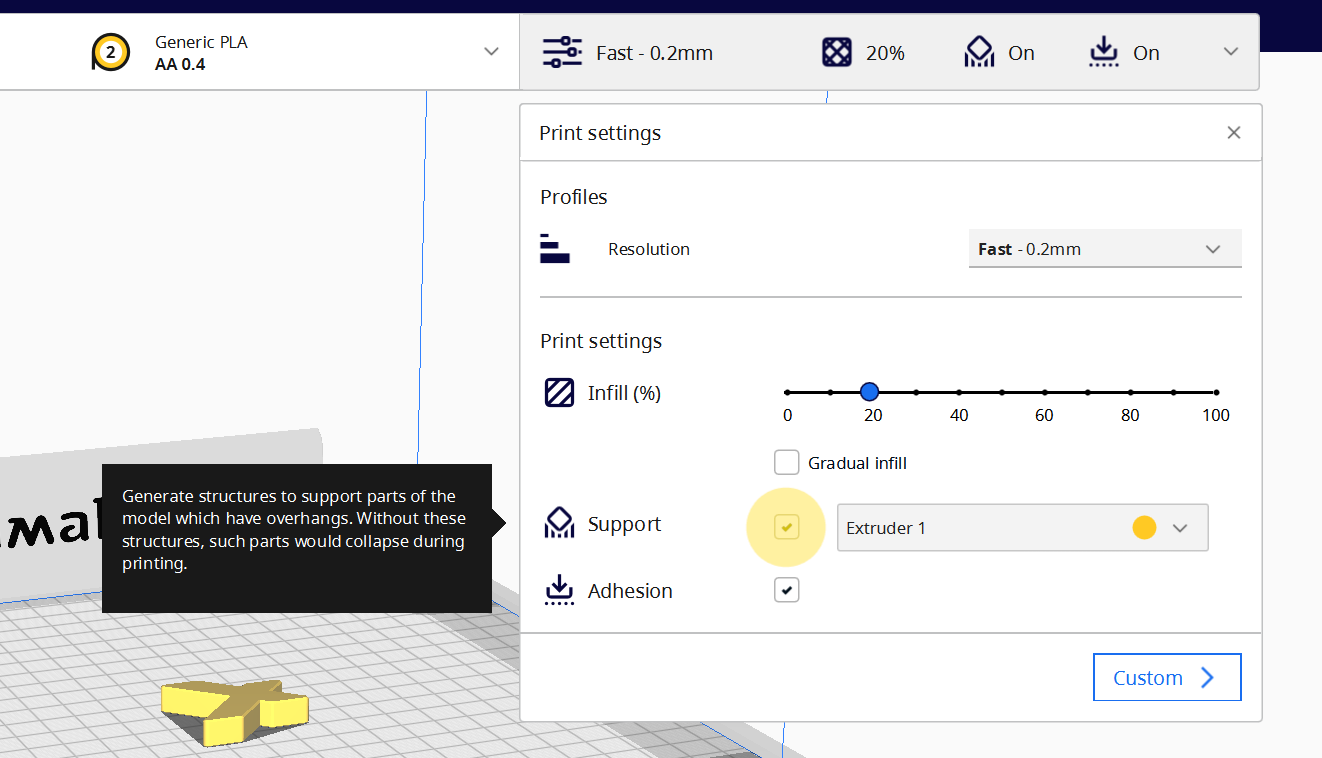 2
Generic PLA
AA 0.4
Fast - 0.2mm
20%
On
On
Print settings
Profiles
Resolution
Fast - 0.2mm
Print settings
Infill (%)
0 20 40 60 80 100
Gradual infill
Generate structures to support parts of the
model which have overhangs. Without these
structures, such parts would collapse during
printing.
Support
Extruder 1
Adhesion
Custom